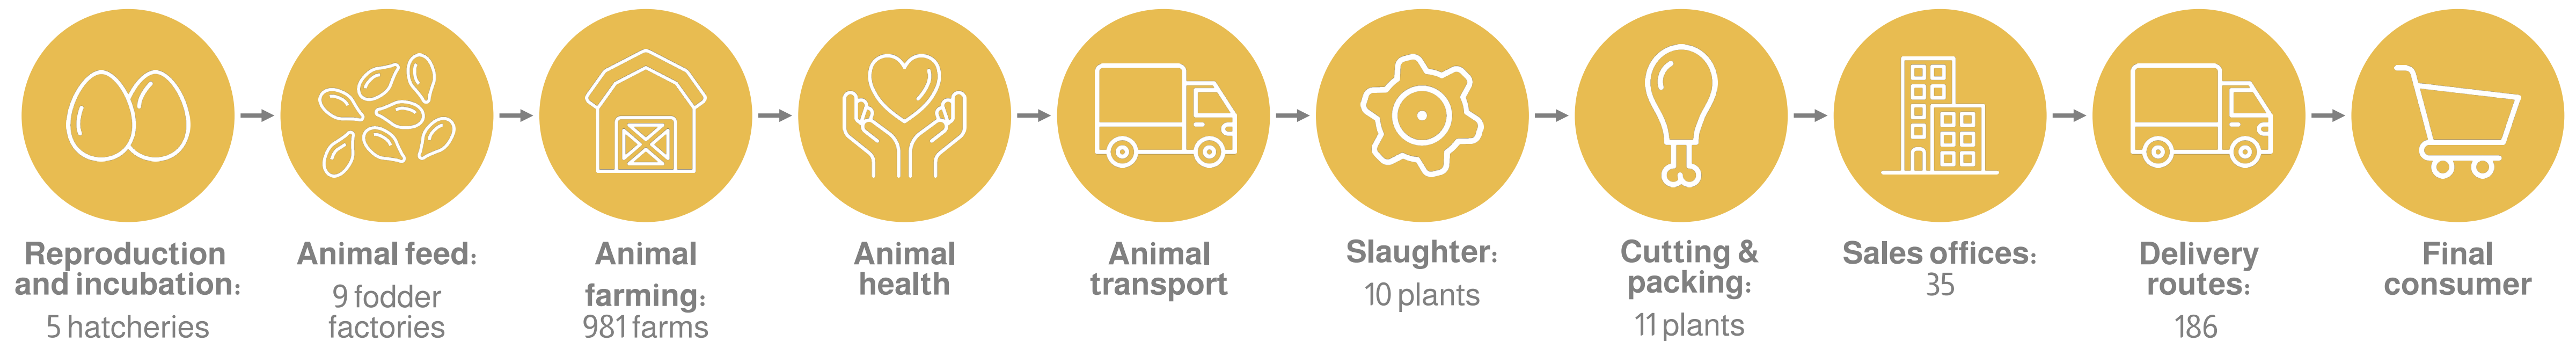 Reproduction
and incubation:
5 hatcheries
Animal feed:
9 fodder
factories
Animal
farming:
981 farms
Animal
health
Animal
transport
Slaughter:
10 plants
Cutting &
packing:
11 plants
Sales offices:
35
Delivery
routes:
186
Final
consumer